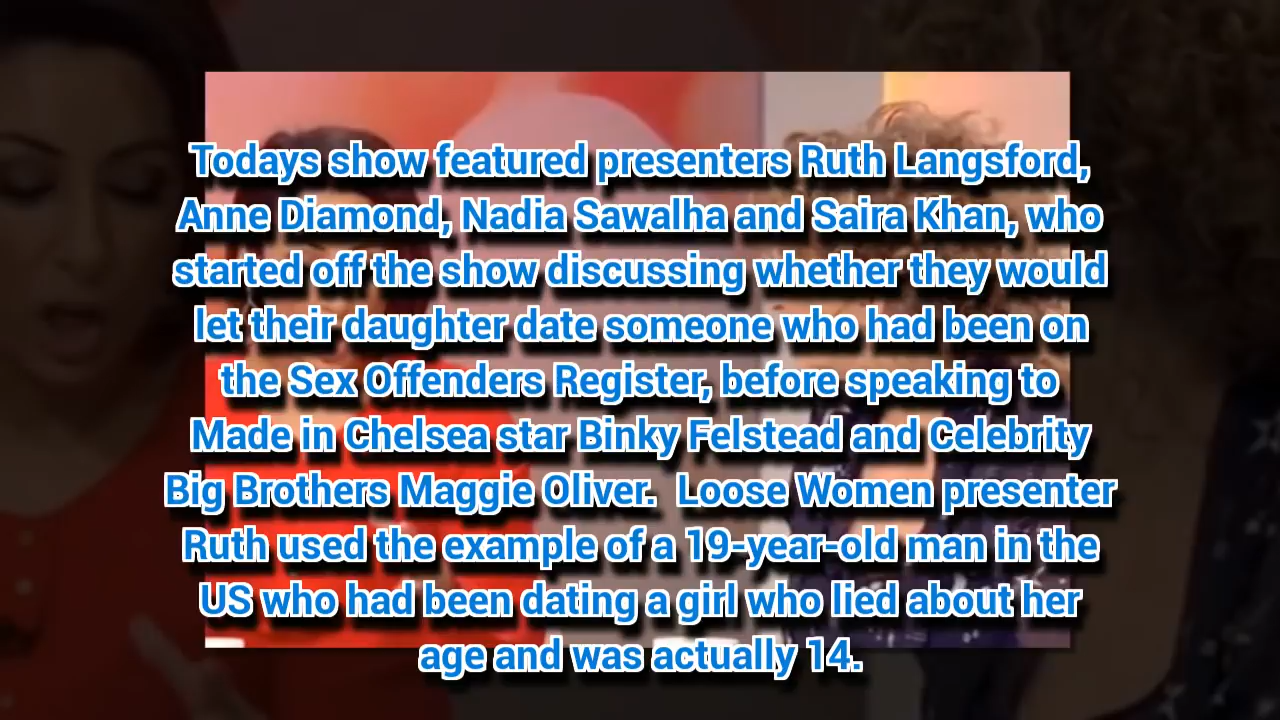 Todays show featured presenters Ruth Langsford,
Anne Diamond, Nadia Sawalha and Saira Khan, who
started off the show discussing whether they would
let their daughter date someone who had been on
the Sex Offenders Register, before speaking to
Made in Chelsea star Binky Felstead and Celebrity
Big Brothers Maggie Oliver.  Loose Women presenter
Ruth used the example of a 19-year-old man in the
US who had been dating a girl who lied about her
age and was actually 14.